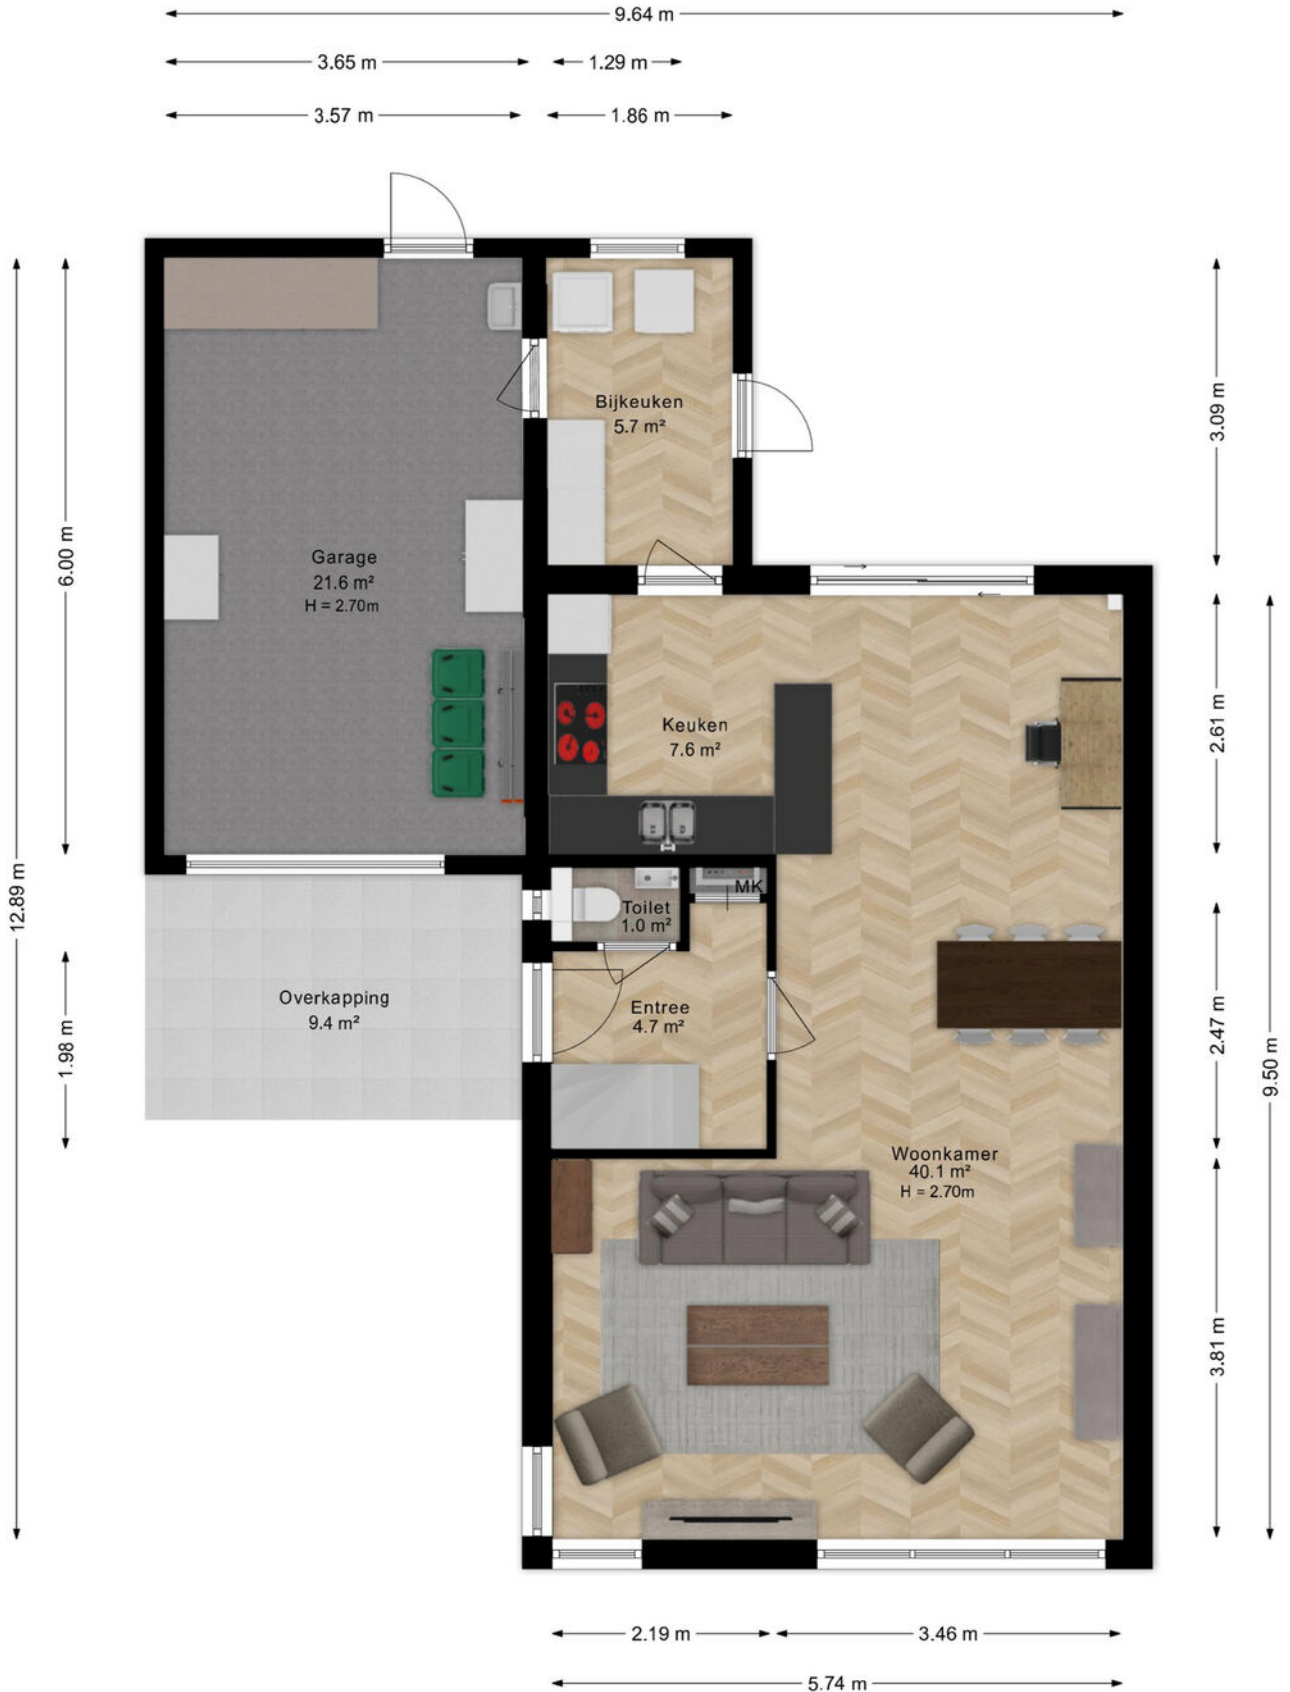 9.64 m
3.65 m
1.29 m
3.57 m
1.86 m
Bijkeuken
5.7 m²
3.09 m
6.00 m
Garage
21.6 m²
H = 2.70m
Keuken
7.6 m²
2.61 m
12.89 m
MK
Toilet
1.0 m²
Overkapping
9.4 m²
Entree
4.7 m²
1.98 m
2.47 m
9.50 m
Woonkamer
40.1 m²
H = 2.70m
3.81 m
2.19 m
3.46 m
5.74 m